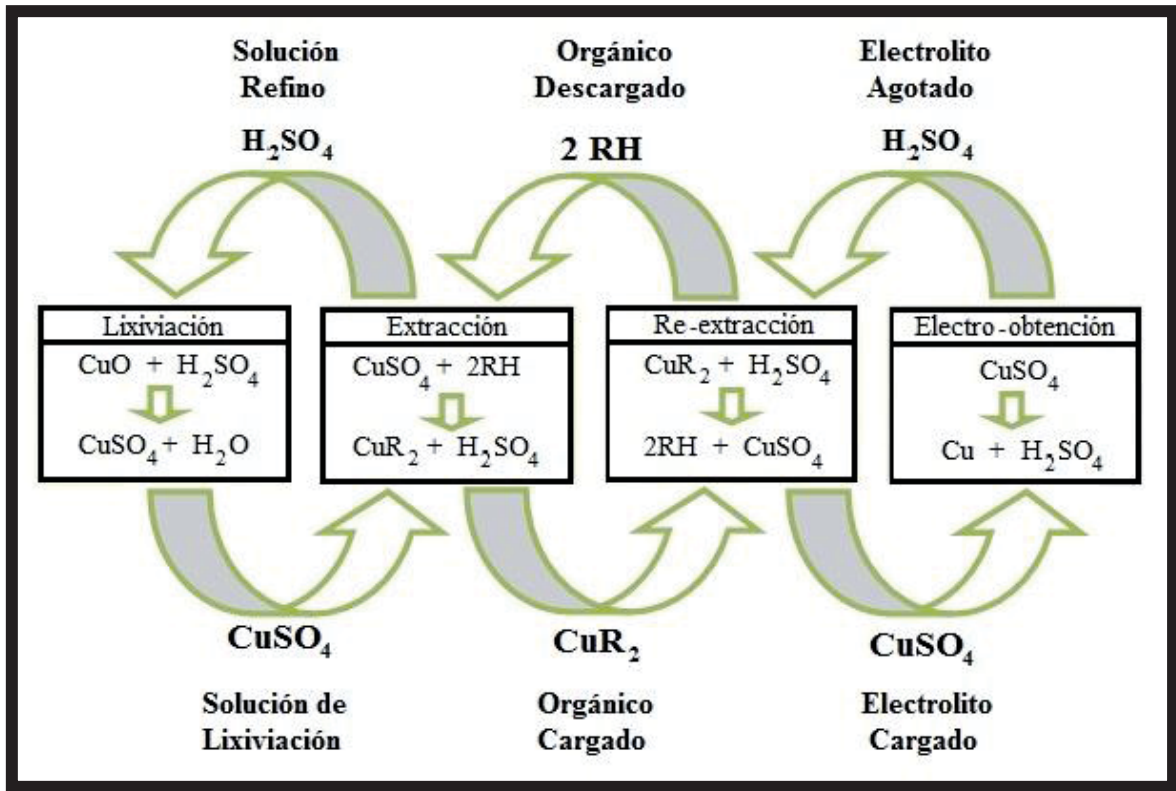 Solución
Refino
H₂SO₄
Orgánico
Descargado
2 RH
Electrolito
Agotado
H₂SO₄
Lixiviación
CuO + H₂SO₄
CuSO₄ + H₂O
Extracción
CuSO₄ + 2RH
CuR₂ + H₂SO₄
Re-extracción
CuR₂ + H₂SO₄
2RH + CuSO₄
Electro-obtención
CuSO₄
Cu + H₂SO₄
CuSO₄
Solución de
Lixiviación
CuR₂
Orgánico
Cargado
CuSO₄
Electrolito
Cargado